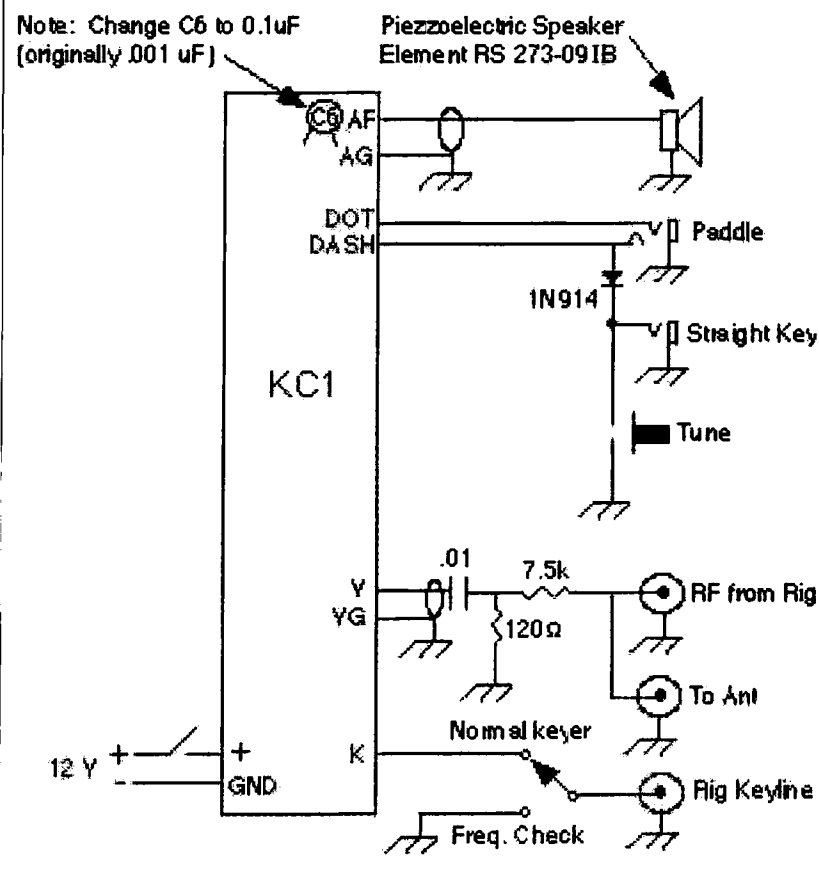 Note: Change C6 to 0.1uF
(originally .001 uF)
Piezzoelectric Speaker
Element RS 273-091B
C6
AF
AG
DOT
DASH
Paddle
1N914
Straight Key
KC1
Tune
.01
7.5k
V
VG
120Ω
RF from Rig
To Ant
Normal keyer
12 V
+
-
+
GND
K
Rig Keyline
Freq. Check